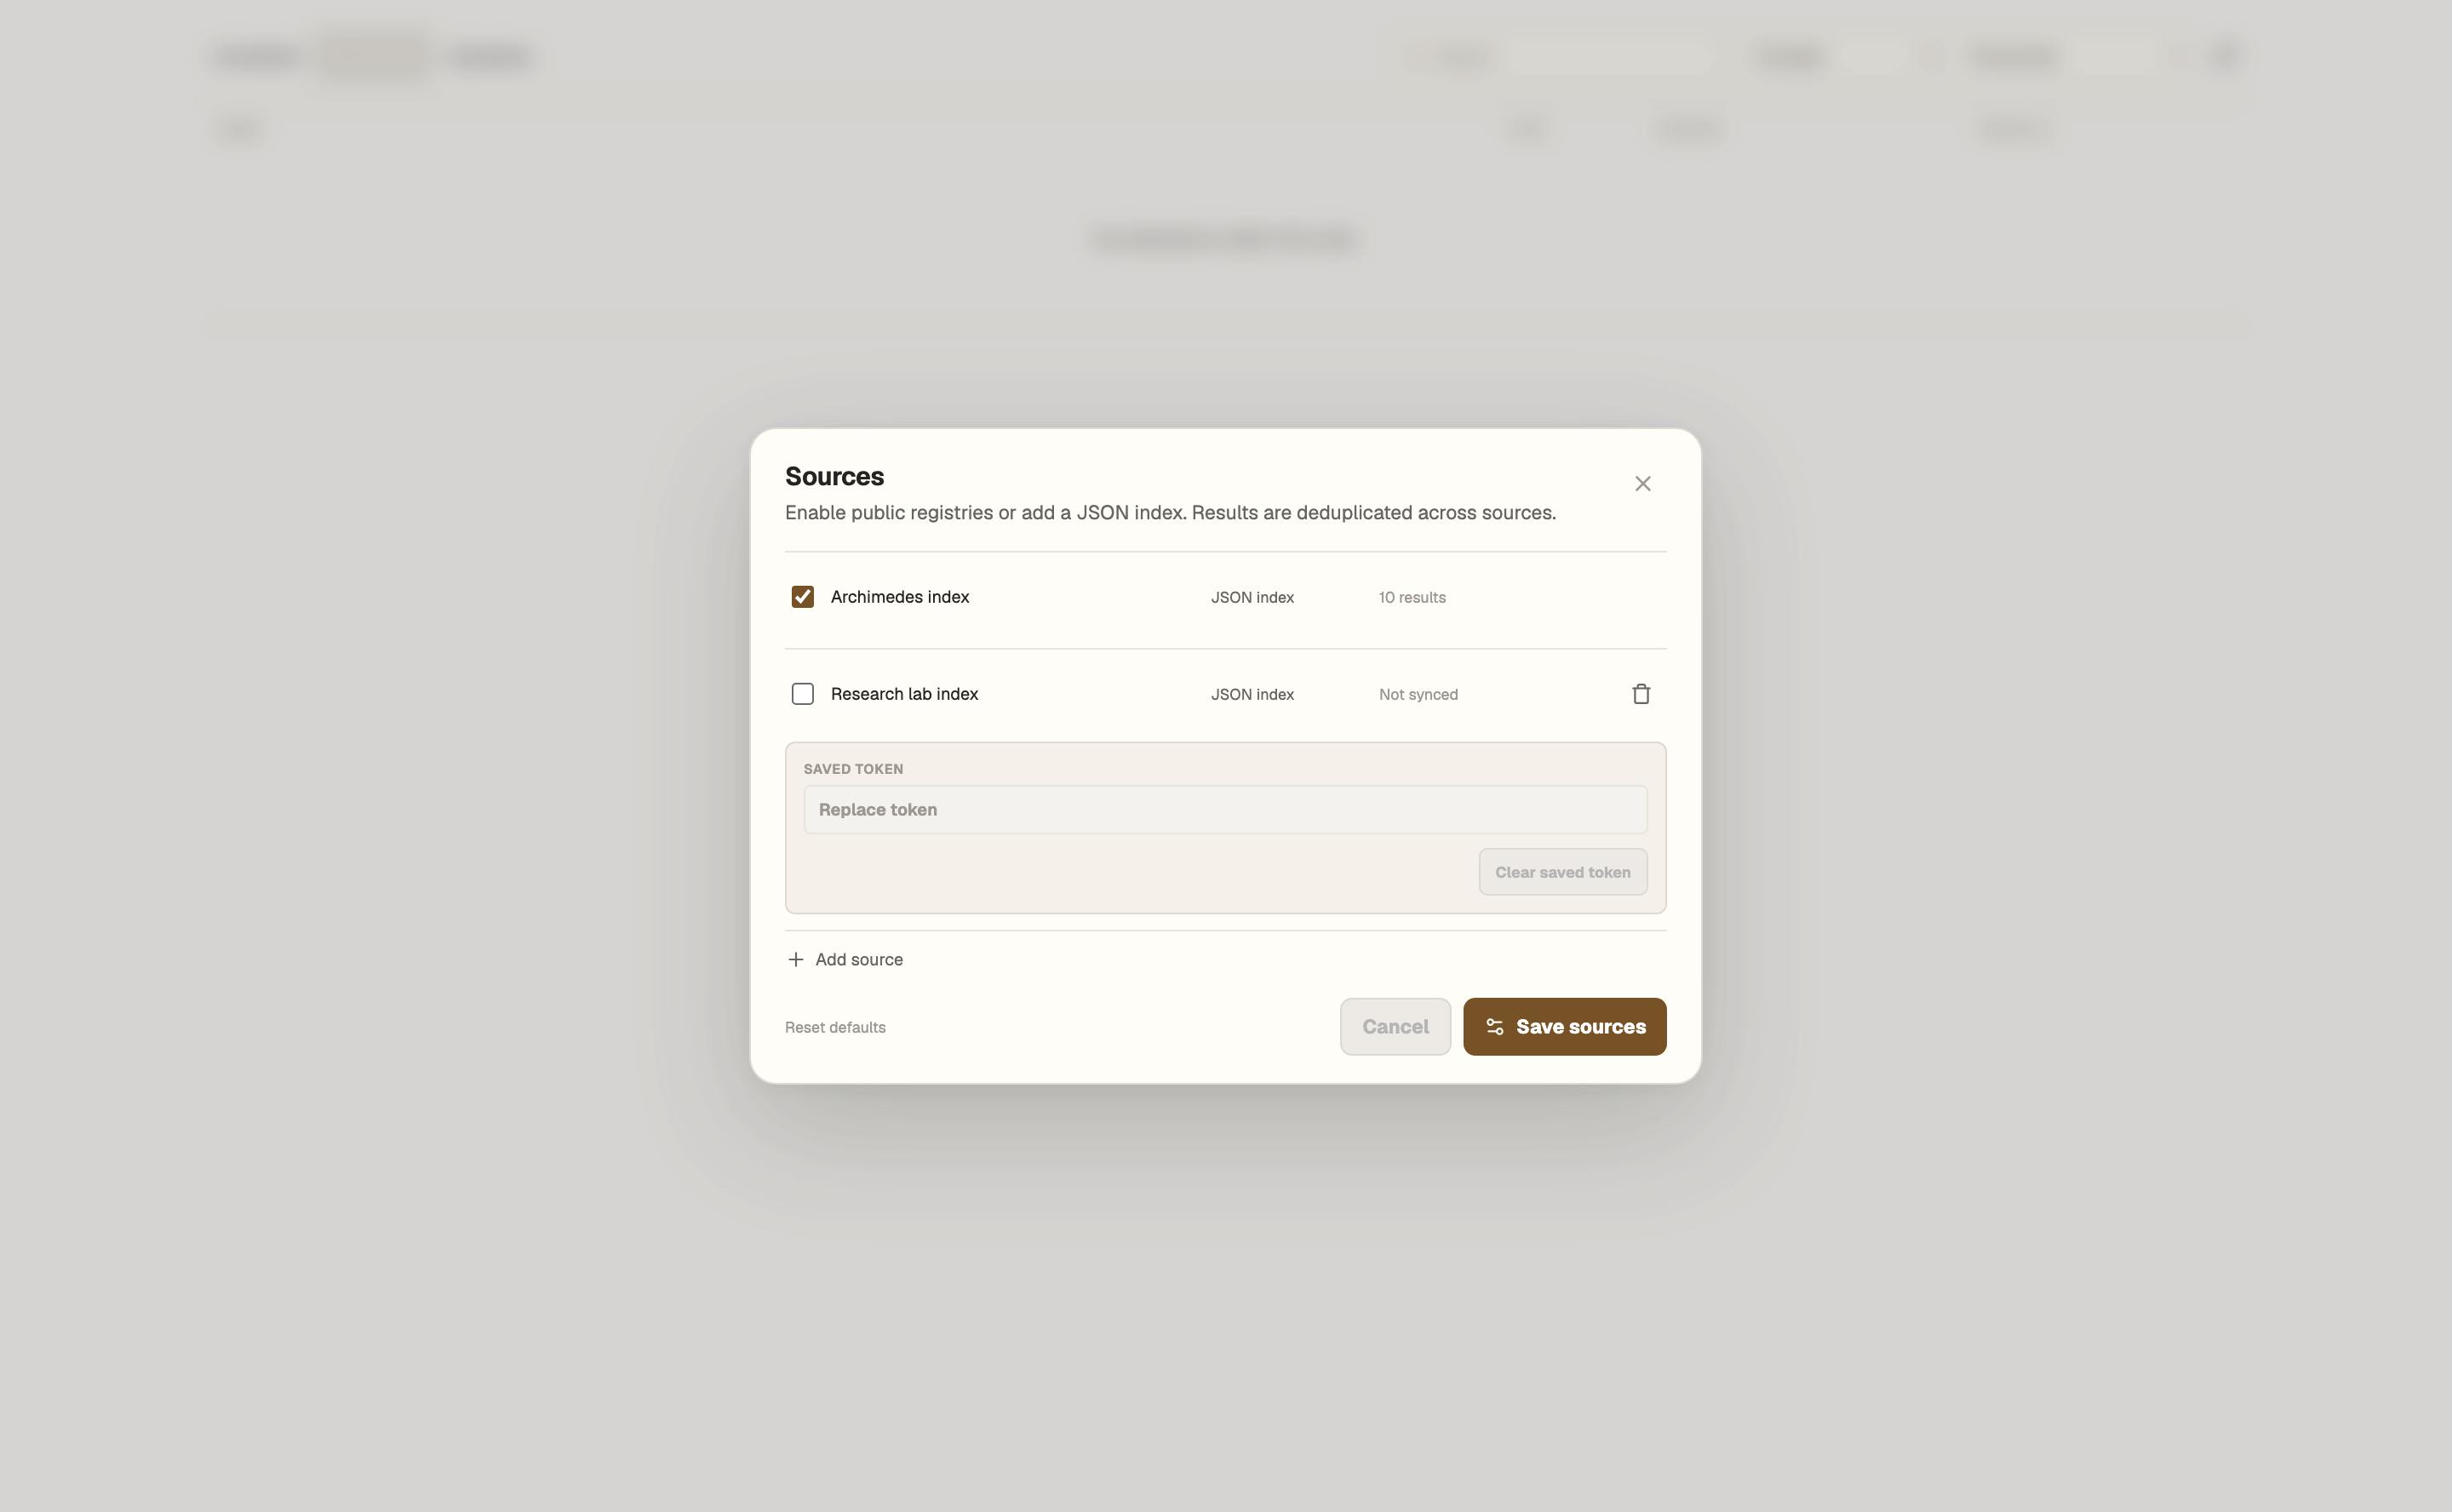 Sources
Enable public registries or add a JSON index. Results are deduplicated across sources.
Archimedes index JSON index 10 results
Research lab index JSON index Not synced
SAVED TOKEN
Replace token
Clear saved token
Add source
Reset defaults Cancel Save sources